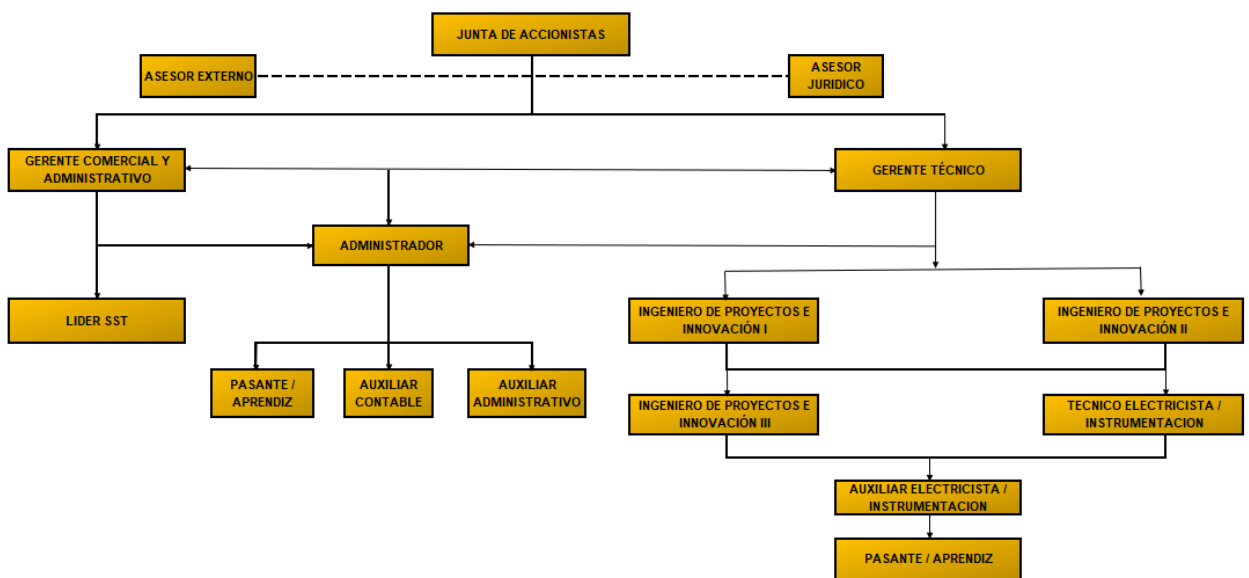 JUNTA DE ACCIONISTAS
ASESOR EXTERNO
ASESOR
JURIDICO
GERENTE COMERCIAL Y
ADMINISTRATIVO
GERENTE TÉCNICO
ADMINISTRADOR
LIDER SST
INGENIERO DE PROYECTOS E
INNOVACIÓN I
INGENIERO DE PROYECTOS E
INNOVACIÓN II
PASANTE /
APRENDIZ
AUXILIAR
CONTABLE
AUXILIAR
ADMINISTRATIVO
INGENIERO DE PROYECTOS E
INNOVACIÓN III
TECNICO ELECTRICISTA /
INSTRUMENTACION
AUXILIAR ELECTRICISTA /
INSTRUMENTACION
PASANTE / APRENDIZ